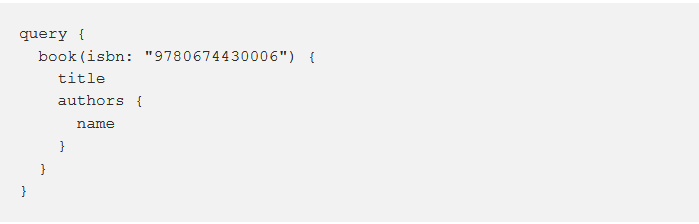 query {
  book(isbn: "9780674430006") {
    title
    authors {
      name
    }
  }
}